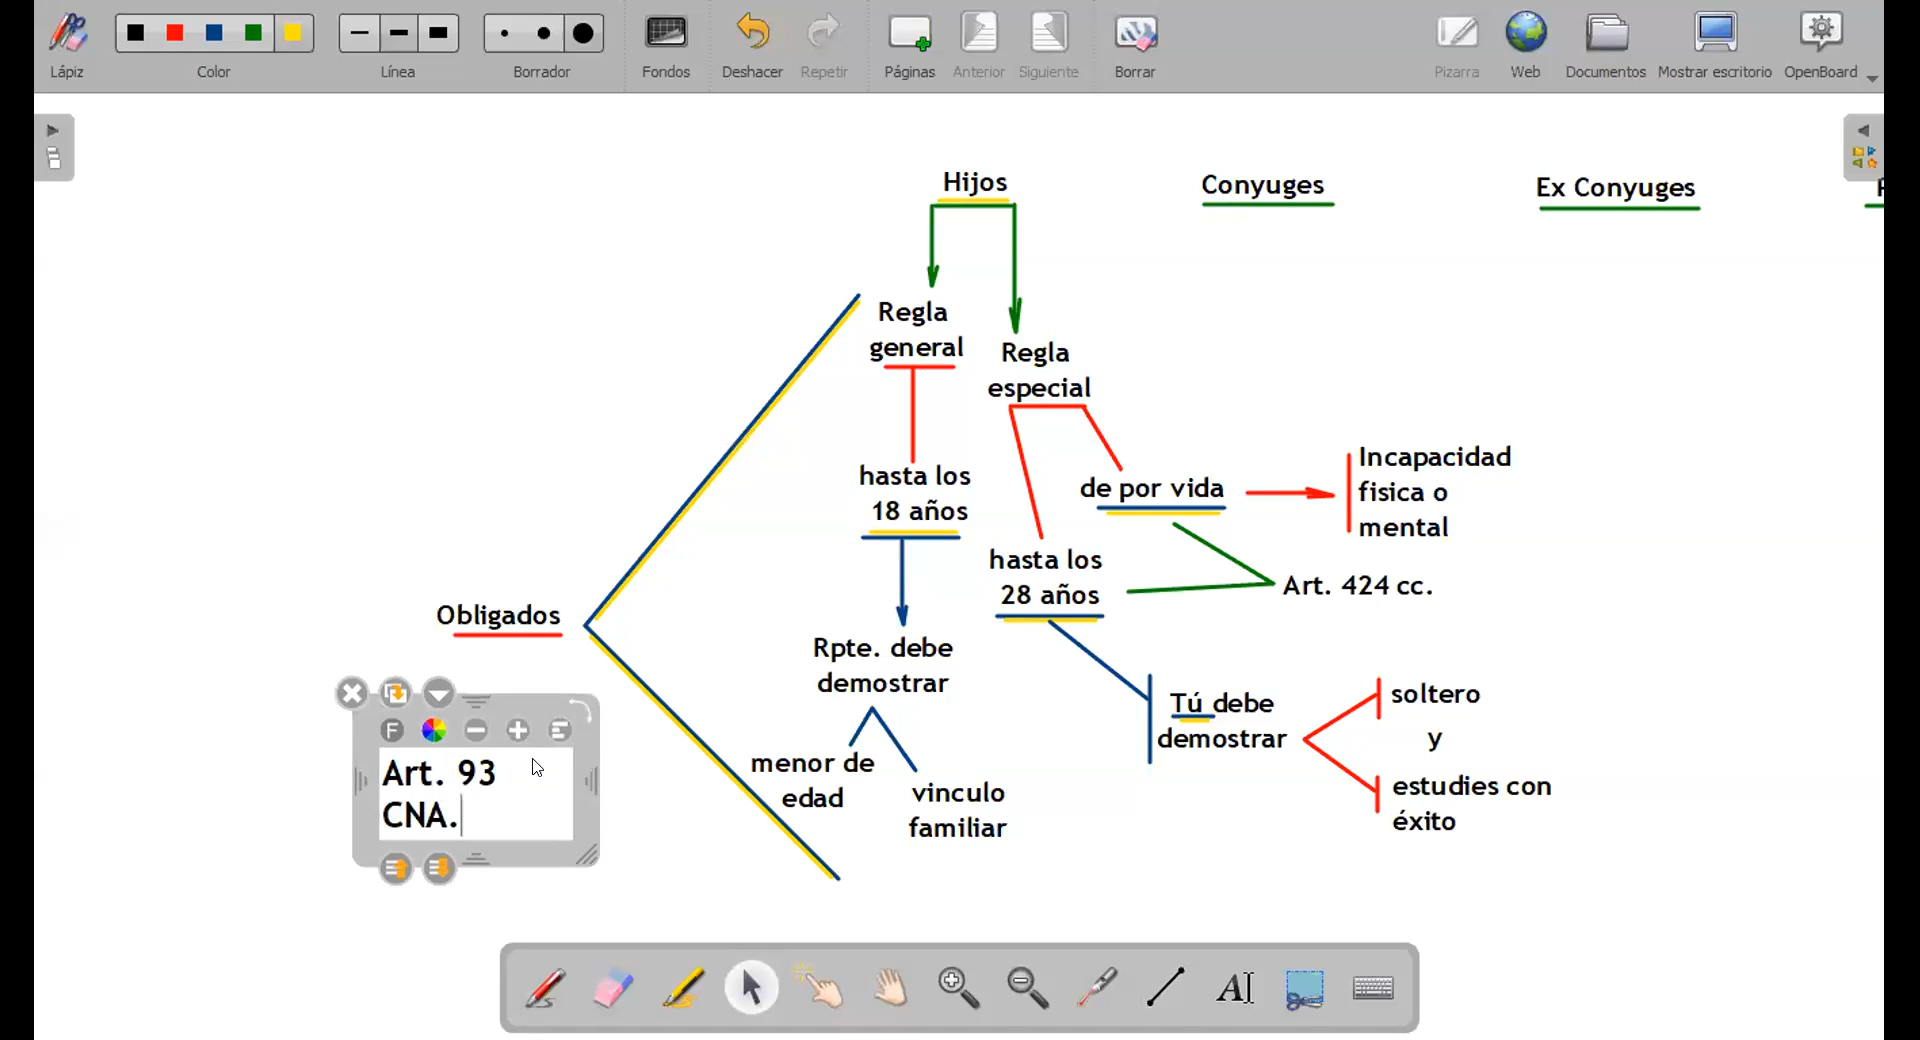 Lápiz
Color
Línea
Borrador
Fondos
Deshacer
Repetir
Páginas
Anterior
Siguiente
Borrar
Pizarra
Web
Documentos
Mostrar escritorio
OpenBoard
Hijos
Conyuges
Ex Conyuges
Regla
general
Regla
especial
hasta los
18 años
de por vida
Incapacidad
fisica o
mental
hasta los
28 años
Art. 424 cc.
Obligados
Rpte. debe
demostrar
menor de
edad
vinculo
familiar
Tú debe
demostrar
soltero
y
estudies con
éxito
F
Art. 93
CNA.
AI